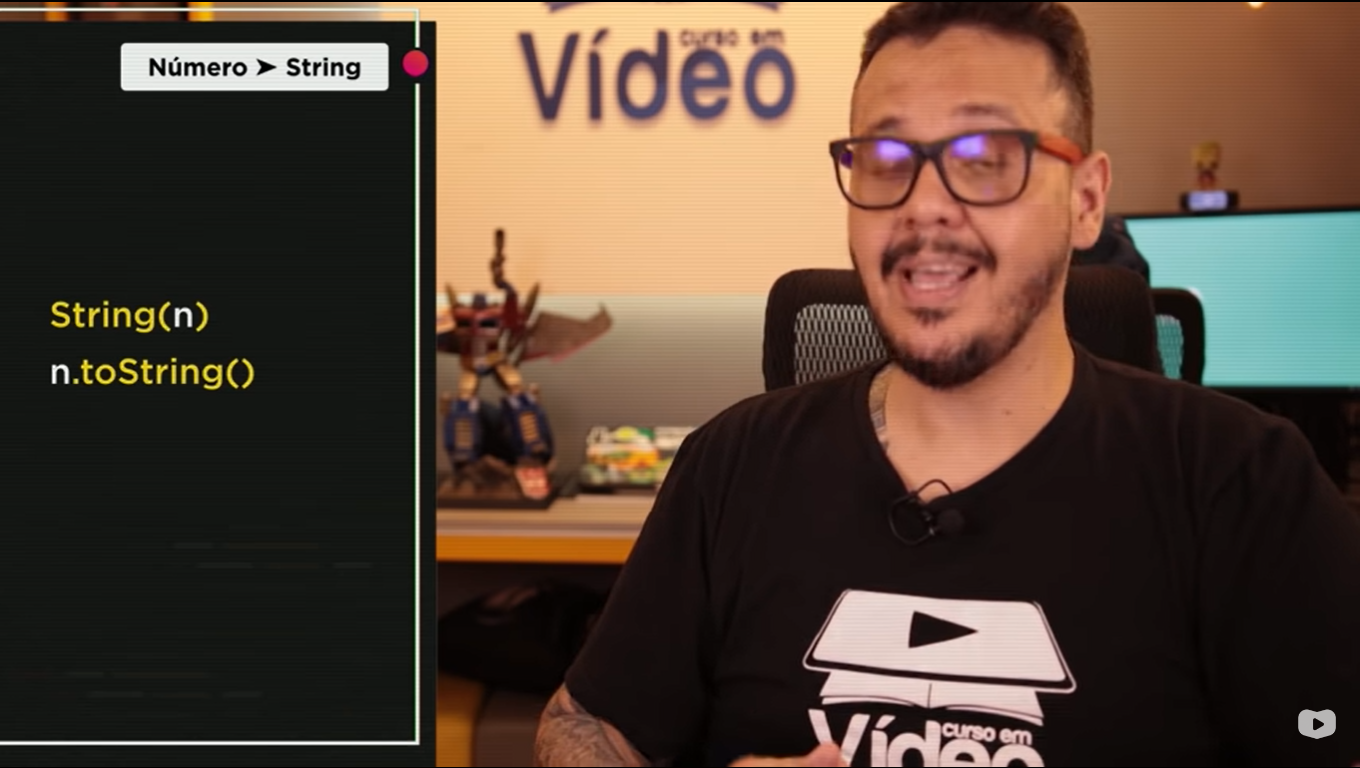 Número ➤ String
String(n)
n.toString()
curso em
Vídeo
curso em
Vídeo